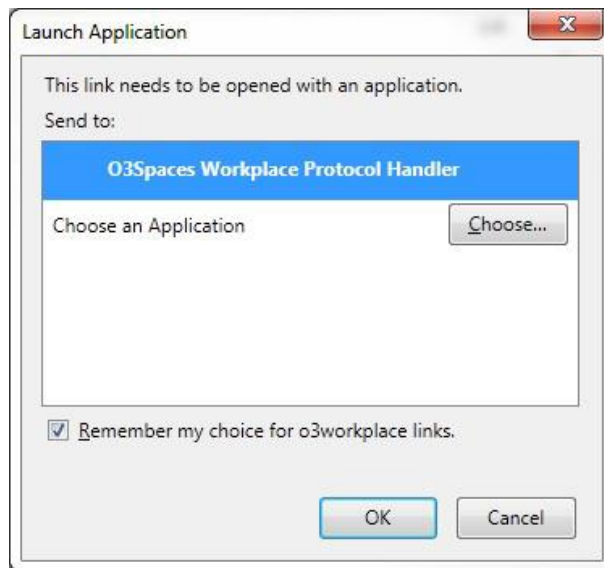 Launch Application
This link needs to be opened with an application.
Send to:
O3Spaces Workplace Protocol Handler
Choose an Application
Choose...
Remember my choice for o3workplace links.
OK
Cancel